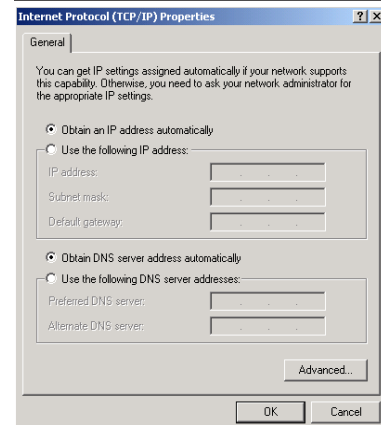 Internet Protocol (TCP/IP) Properties
General
You can get IP settings assigned automatically if your network supports
this capability. Otherwise, you need to ask your network administrator for
the appropriate IP settings.
Obtain an IP address automatically
Use the following IP address:
IP address:
Subnet mask:
Default gateway:
Obtain DNS server address automatically
Use the following DNS server addresses:
Preferred DNS server:
Alternate DNS server:
Advanced...
OK Cancel